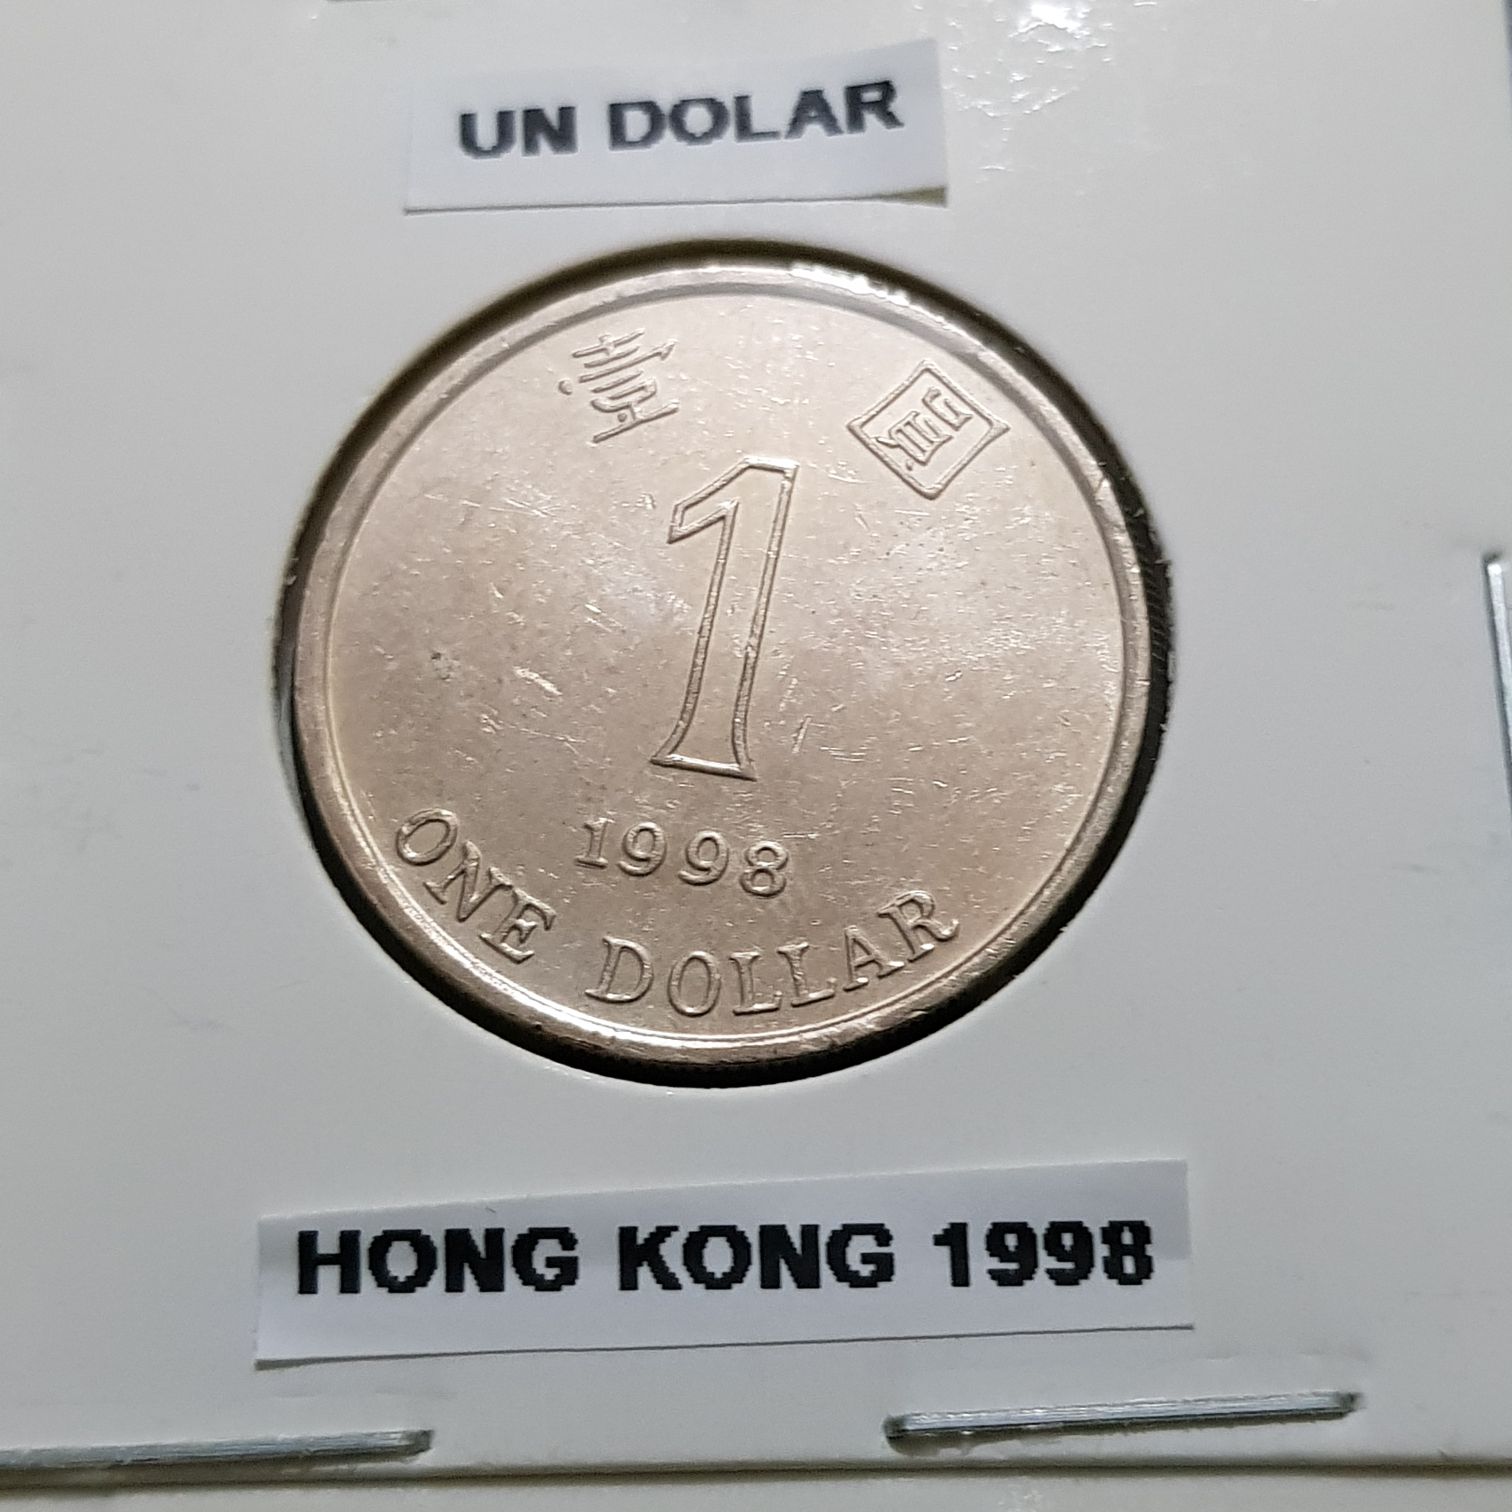 UN DOLAR
壹 圓
1
1998
ONE DOLLAR
HONG KONG 1998